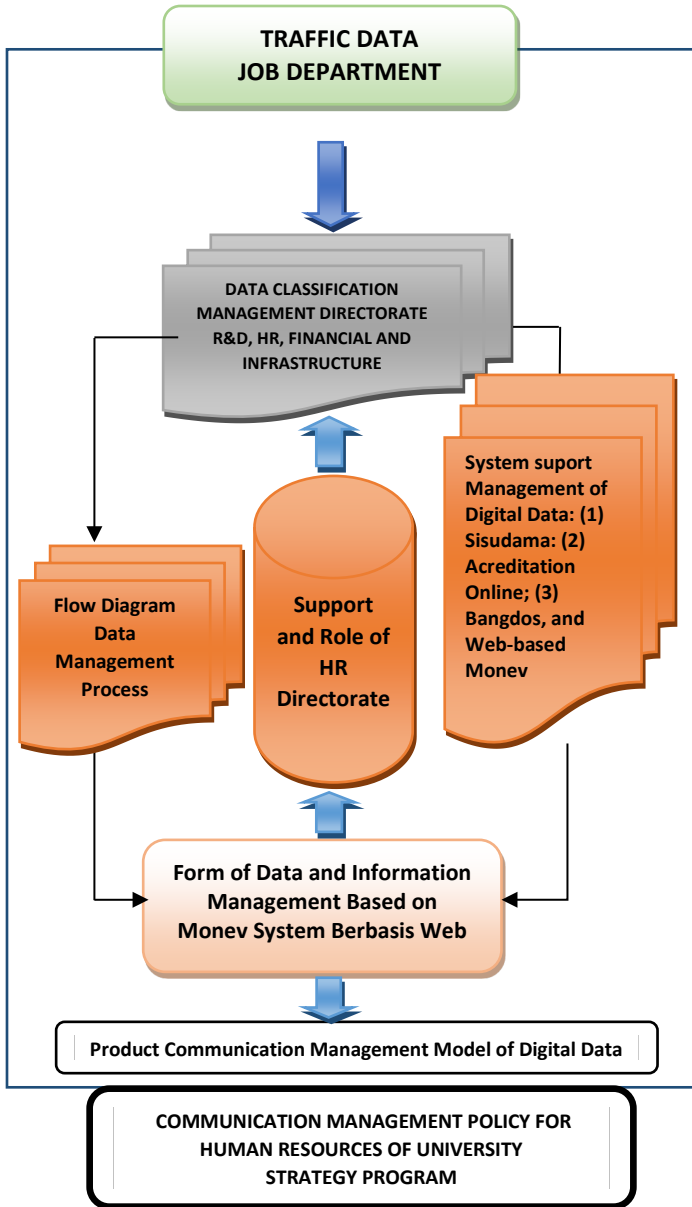 TRAFFIC DATA
JOB DEPARTMENT
DATA CLASSIFICATION
MANAGEMENT DIRECTORATE
R&D, HR, FINANCIAL AND
INFRASTRUCTURE
Flow Diagram
Data
Management
Process
Support
and Role of
HR
Directorate
System suport
Management of
Digital Data: (1)
Sisudama: (2)
Acreditation
Online; (3)
Bangdos, and
Web-based
Monev
Form of Data and Information
Management Based on
Monev System Berbasis Web
Product Communication Management Model of Digital Data
COMMUNICATION MANAGEMENT POLICY FOR
HUMAN RESOURCES OF UNIVERSITY
STRATEGY PROGRAM